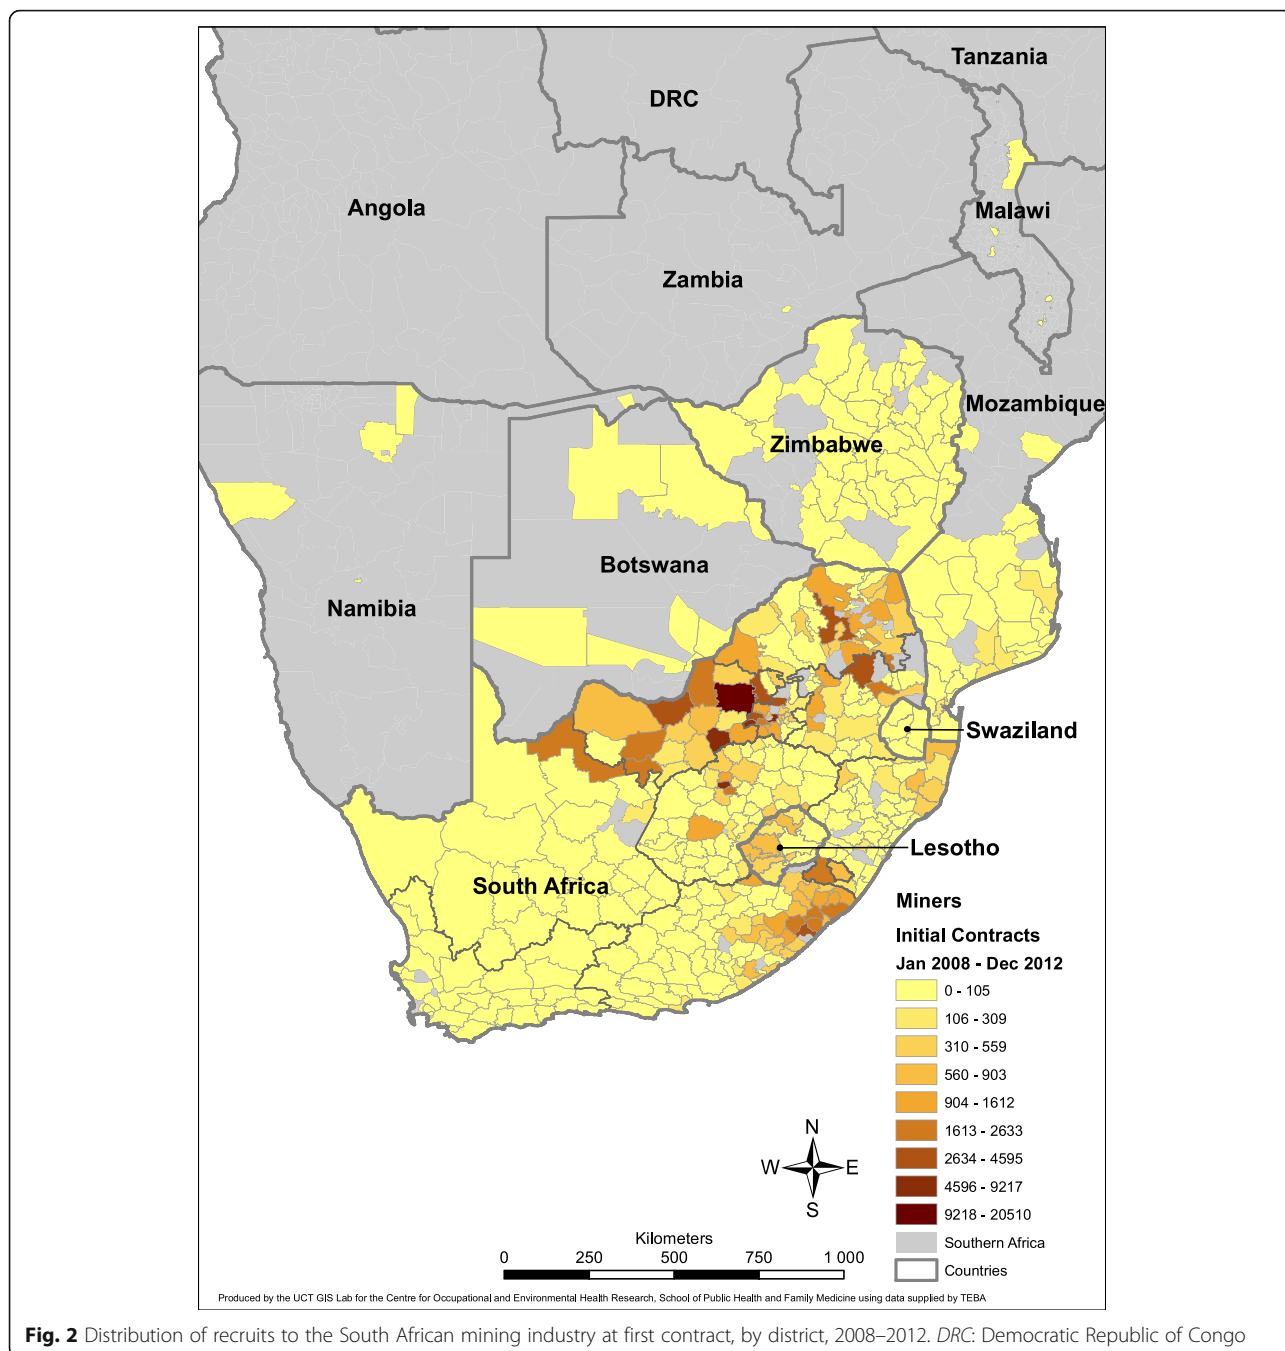 Tanzania
DRC
Angola
Malawi
Zambia
Mozambique
Zimbabwe
Botswana
Namibia
Swaziland
Lesotho
South Africa
Miners
Initial Contracts
Jan 2008 - Dec 2012
0 - 105
106 - 309
310 - 559
560 - 903
904 - 1612
1613 - 2633
2634 - 4595
4596 - 9217
9218 - 20510
Southern Africa
Countries
N
W E
S
Kilometers
0 250 500 750 1 000
Produced by the UCT GIS Lab for the Centre for Occupational and Environmental Health Research, School of Public Health and Family Medicine using data supplied by TEBA
Fig. 2 Distribution of recruits to the South African mining industry at first contract, by district, 2008–2012. DRC: Democratic Republic of Congo